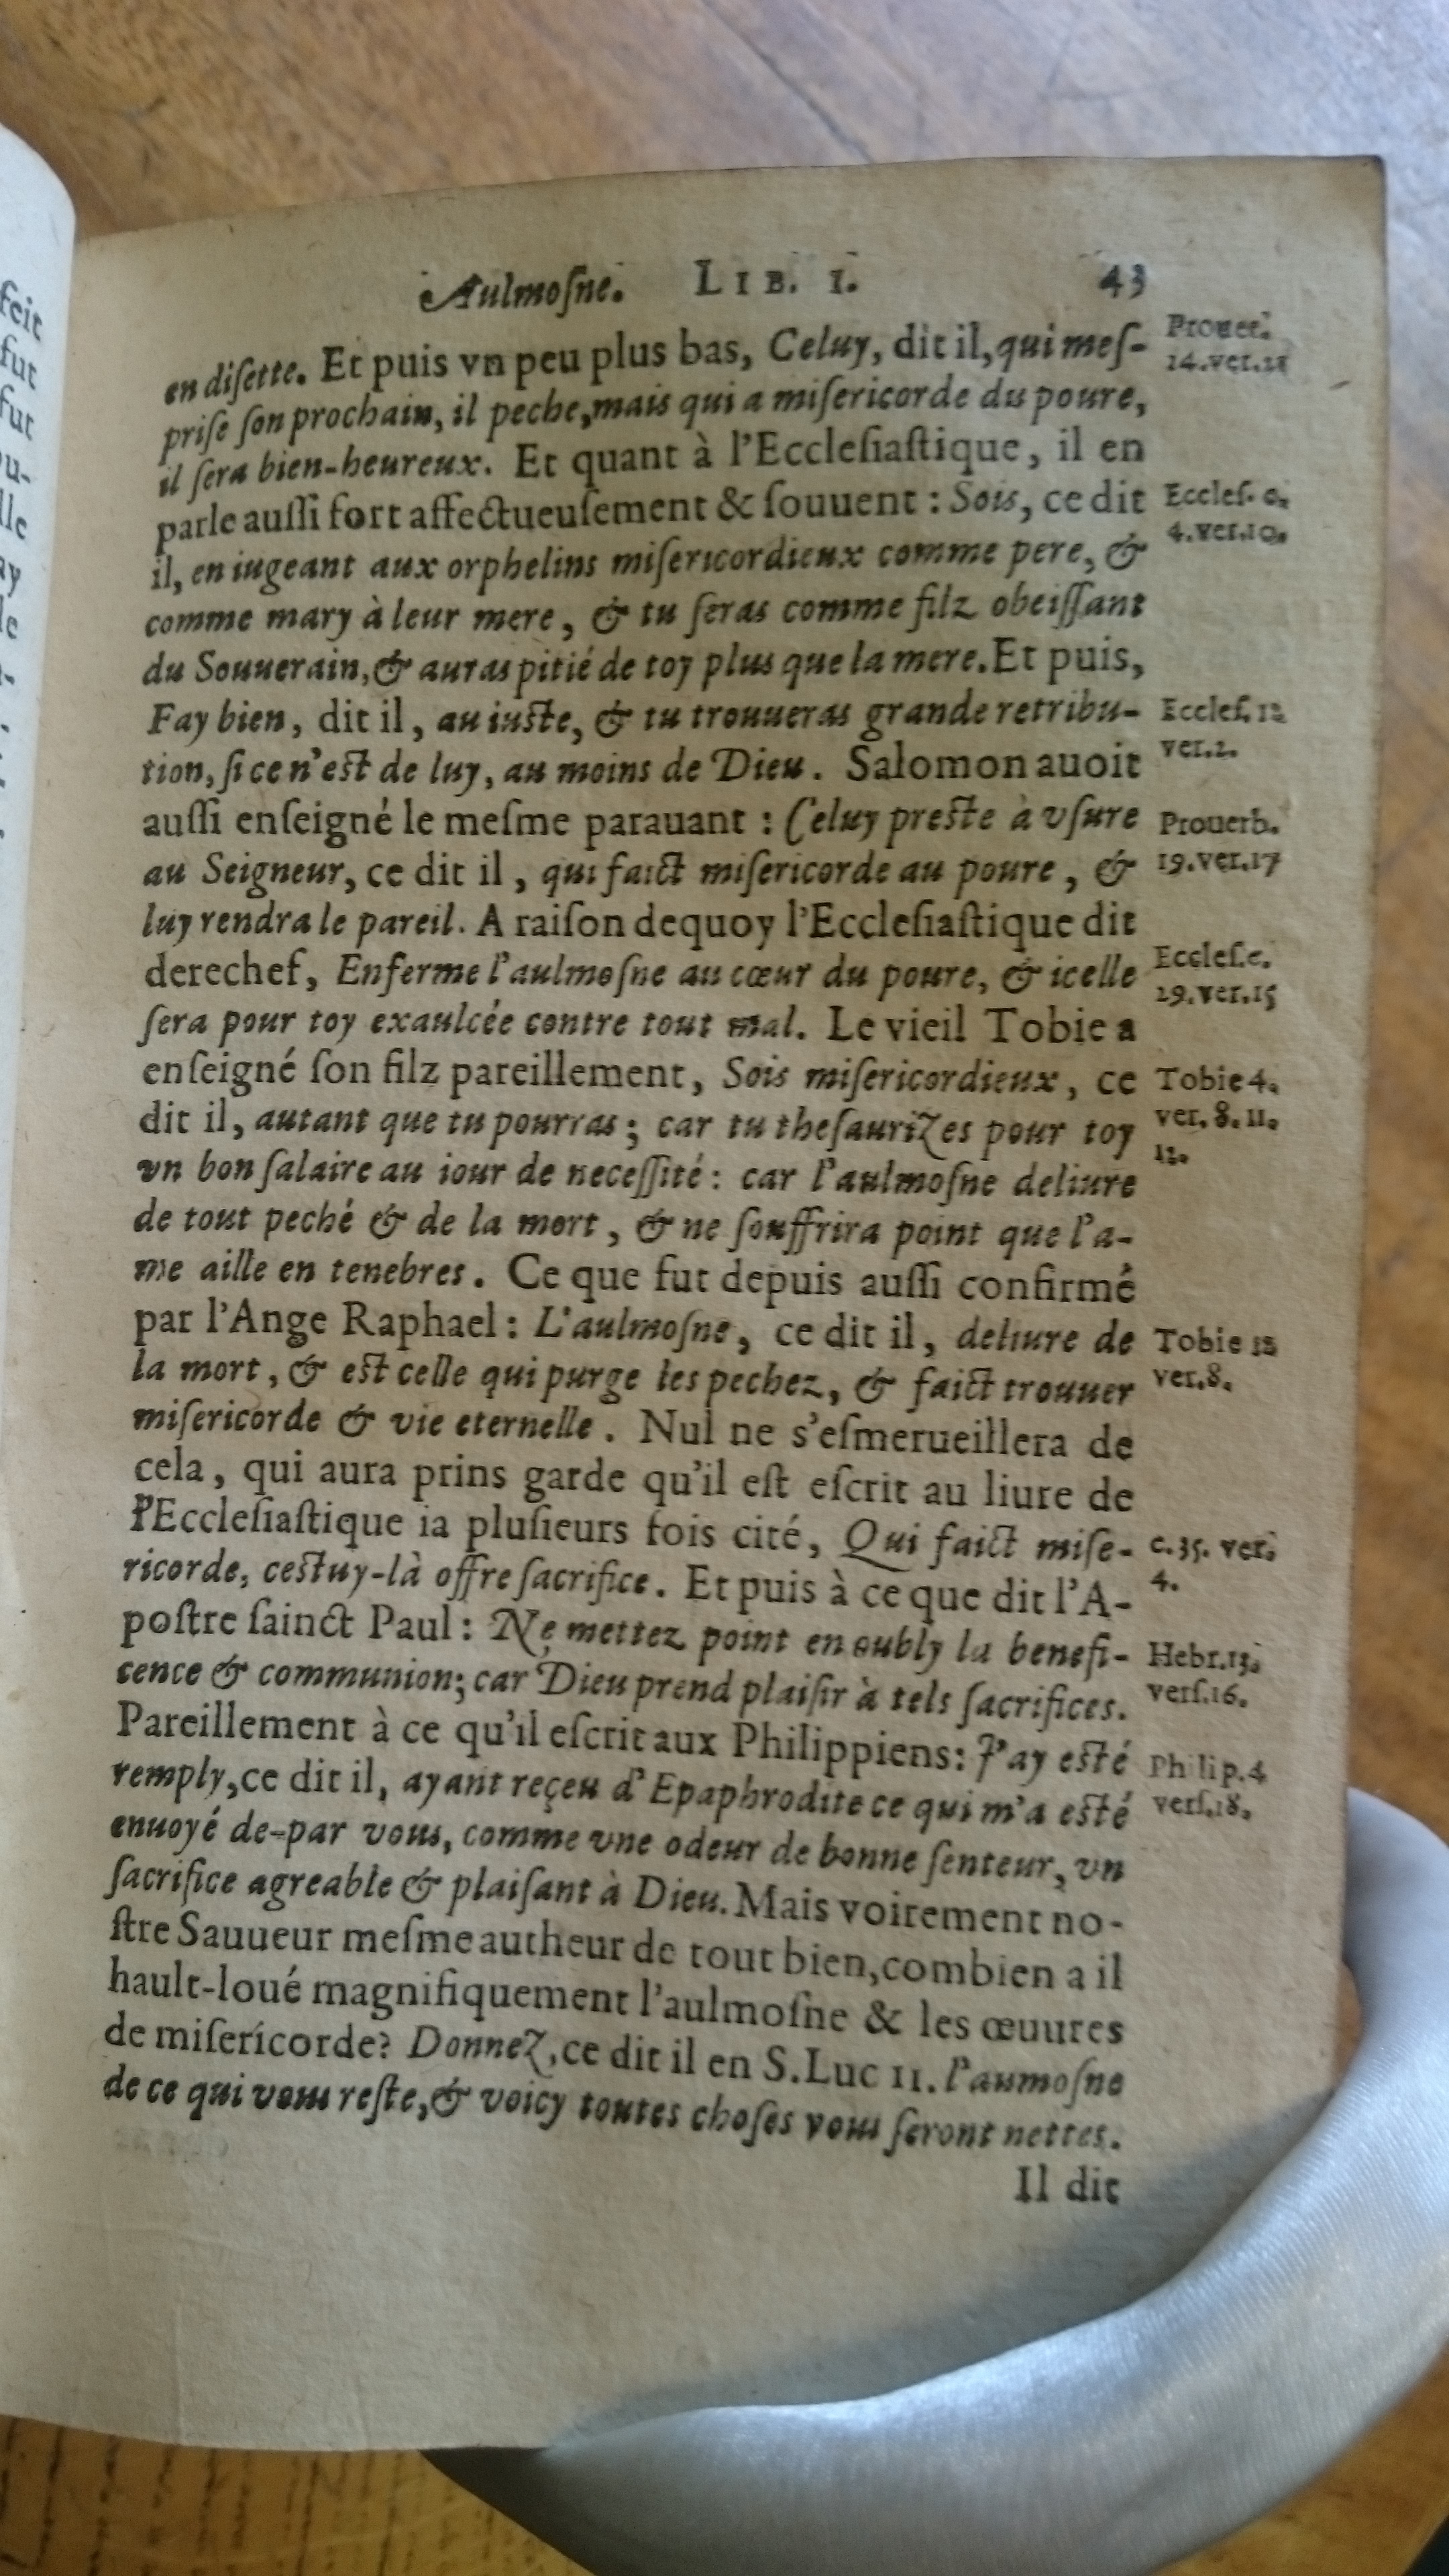 Aulmoſne. LIB. I. 43
en diſette. Et puis vn peu plus bas, Celuy, dit il, qui meſ-
Prouer.
14.ver.21
priſe ſon prochain, il peche, mais qui a miſericorde du poure,
il ſera bien-heureux. Et quant à l'Eccleſiaſtique, il en
parle auſſi fort affectueuſement & ſouuent : Sois, ce dit
Eccleſ. c.
4.ver.10.
il, en iugeant aux orphelins miſericordieux comme pere, &
comme mary à leur mere, & tu ſeras comme filz obeiſſant
du Souuerain, & auras pitié de toy plus que la mere. Et puis,
Fay bien, dit il, au iuſte, & tu trouueras grande retribu-
Eccleſ. 12
ver.2.
tion, ſi ce n'eſt de luy, au moins de Dieu. Salomon auoit
auſſi enſeigné le meſme parauant : Celuy preſte à vſure
Prouerb.
19.ver.17
au Seigneur, ce dit il, qui faict miſericorde au poure, &
luy rendra le pareil. A raiſon dequoy l'Eccleſiaſtique dit
derechef, Enferme l'aulmoſne au cœur du poure, & icelle
Eccleſ.c.
29.ver.15
ſera pour toy exaulcée contre tout mal. Le vieil Tobie a
enſeigné ſon filz pareillement, Sois miſericordieux, ce
Tobie 4.
ver. 8. 11.
12.
dit il, autant que tu pourras ; car tu theſaurizes pour toy
vn bon ſalaire au iour de neceſſité : car l'aulmoſne deliure
de tout peché & de la mort, & ne ſouffrira point que l'a-
me aille en tenebres. Ce que fut depuis auſſi confirmé
par l'Ange Raphael : L'aulmoſne, ce dit il, deliure de
Tobie 12
ver.8.
la mort, & eſt celle qui purge les pechez, & faict trouuer
miſericorde & vie eternelle. Nul ne s'eſmerueillera de
cela, qui aura prins garde qu'il eſt eſcrit au liure de
l'Eccleſiaſtique ia pluſieurs fois cité, Qui faict miſe-
c. 35. ver.
4.
ricorde, ceſtuy-là offre ſacrifice. Et puis à ce que dit l'A-
poſtre ſainct Paul : Ne mettez point en oubly la benefi-
Hebr.13.
verſ.16.
cence & communion; car Dieu prend plaiſir à tels ſacrifices.
Pareillement à ce qu'il eſcrit aux Philippiens: J'ay eſté
Philip.4
verſ.18.
remply, ce dit il, ayant reçeu d'Epaphrodite ce qui m'a eſté
enuoyé de-par vous, comme vne odeur de bonne ſenteur, vn
ſacrifice agreable & plaiſant à Dieu. Mais voirement no-
ſtre Sauueur meſme autheur de tout bien, combien a il
hault-loué magnifiquement l'aulmoſne & les œuures
de miſericorde? Donnez, ce dit il en S. Luc 11. l'aumoſne
de ce qui vous reſte, & voicy toutes choſes vous ſeront nettes.
Il dit
feit
fut
fut
ou-
lle
ay
le